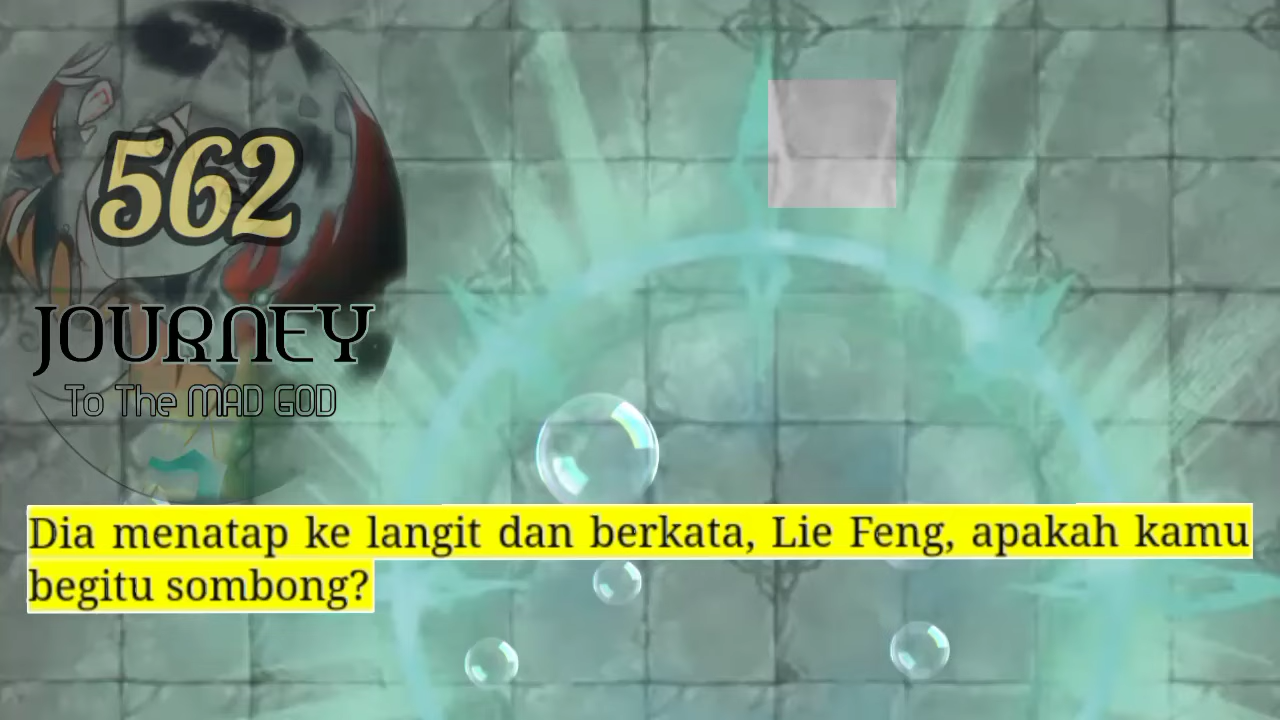 562
JOURNEY
To The MAD GOD
Dia menatap ke langit dan berkata, Lie Feng, apakah kamu
begitu sombong?